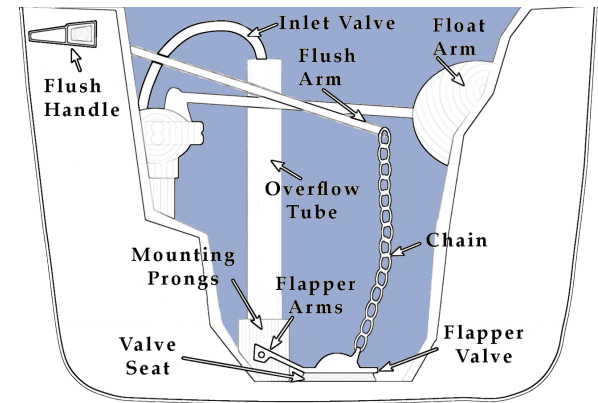 Inlet Valve
Float
Arm
Flush
Arm
Flush
Handle
Overflow
Tube
Chain
Mounting
Prongs
Flapper
Arms
Flapper
Valve
Valve
Seat